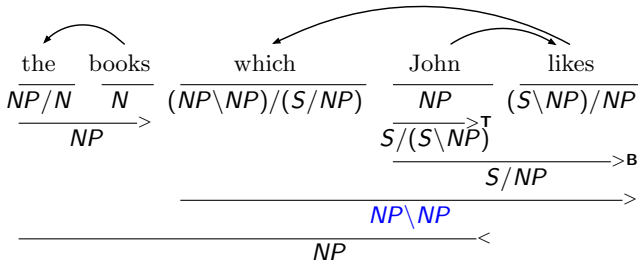 the books which John likes
NP/N N (NP\NP)/(S/NP) NP (S\NP)/NP
> >T
NP S/(S\NP)
>B
S/NP
>
NP\NP
<
NP